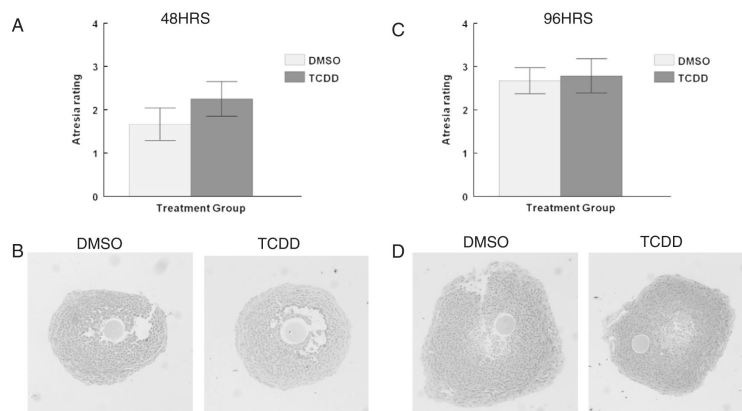 A
48HRS
4
3
2
1
0
Atresia rating
DMSO
TCDD
Treatment Group
C
96HRS
4
3
2
1
0
Atresia rating
DMSO
TCDD
Treatment Group
B
DMSO
TCDD
D
DMSO
TCDD